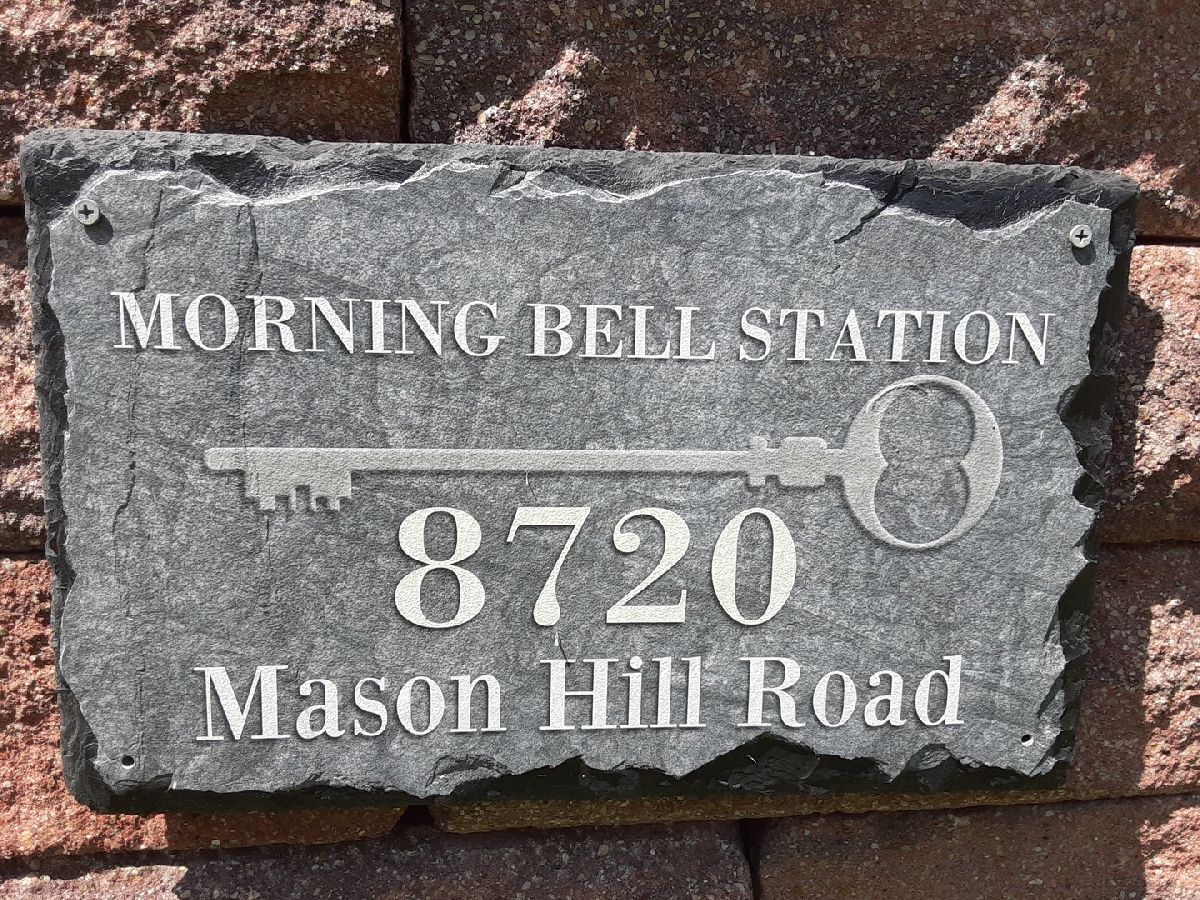 MORNING BELL STATION
8720
Mason Hill Road